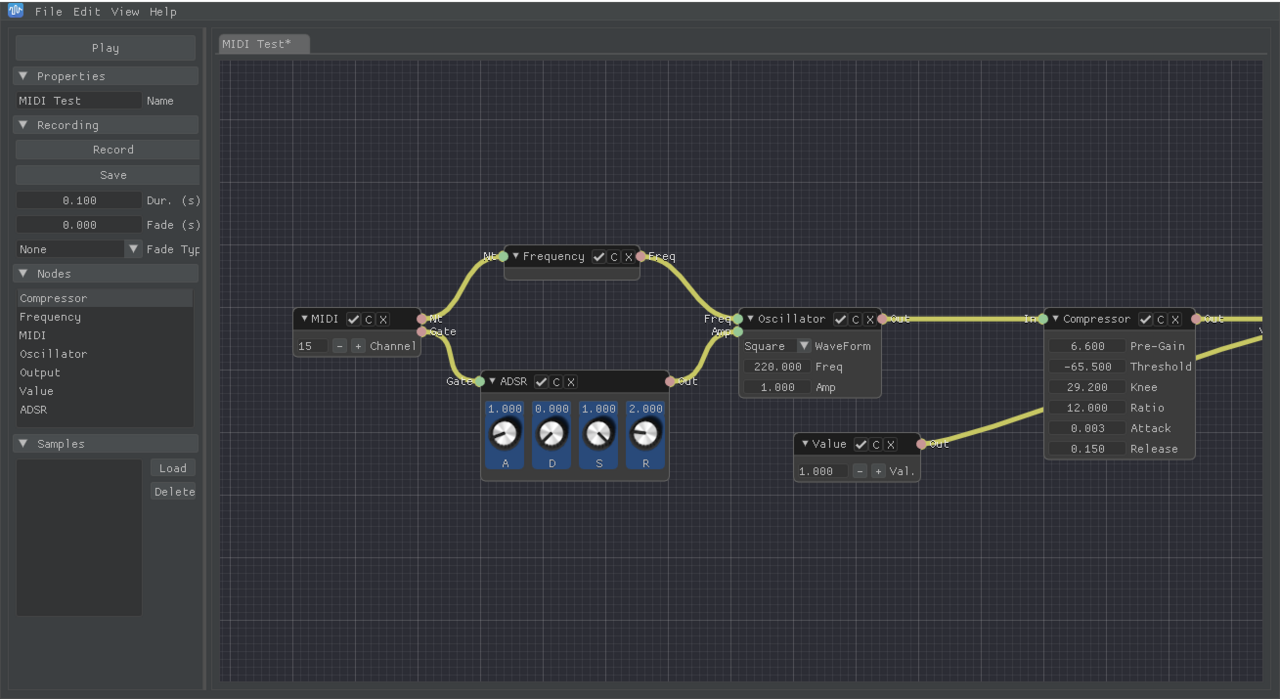 File Edit View Help
Play
Properties
MIDI Test Name
Recording
Record
Save
0.100 Dur. (s)
0.000 Fade (s)
None Fade Typ
Nodes
Compressor
Frequency
MIDI
Oscillator
Output
Value
ADSR
Samples
Load
Delete
MIDI Test*
Nt Frequency C X Freq
MIDI C X Nt
Gate
15 - + Channel
Gate ADSR C X Out
1.000 0.000 1.000 2.000
A D S R
Freq Oscillator C X Out
Amp
Square WaveForm
220.000 Freq
1.000 Amp
Value C X Out
1.000 - + Val.
In Compressor C X Out
6.600 Pre-Gain
-65.500 Threshold
29.200 Knee
12.000 Ratio
0.003 Attack
0.150 Release